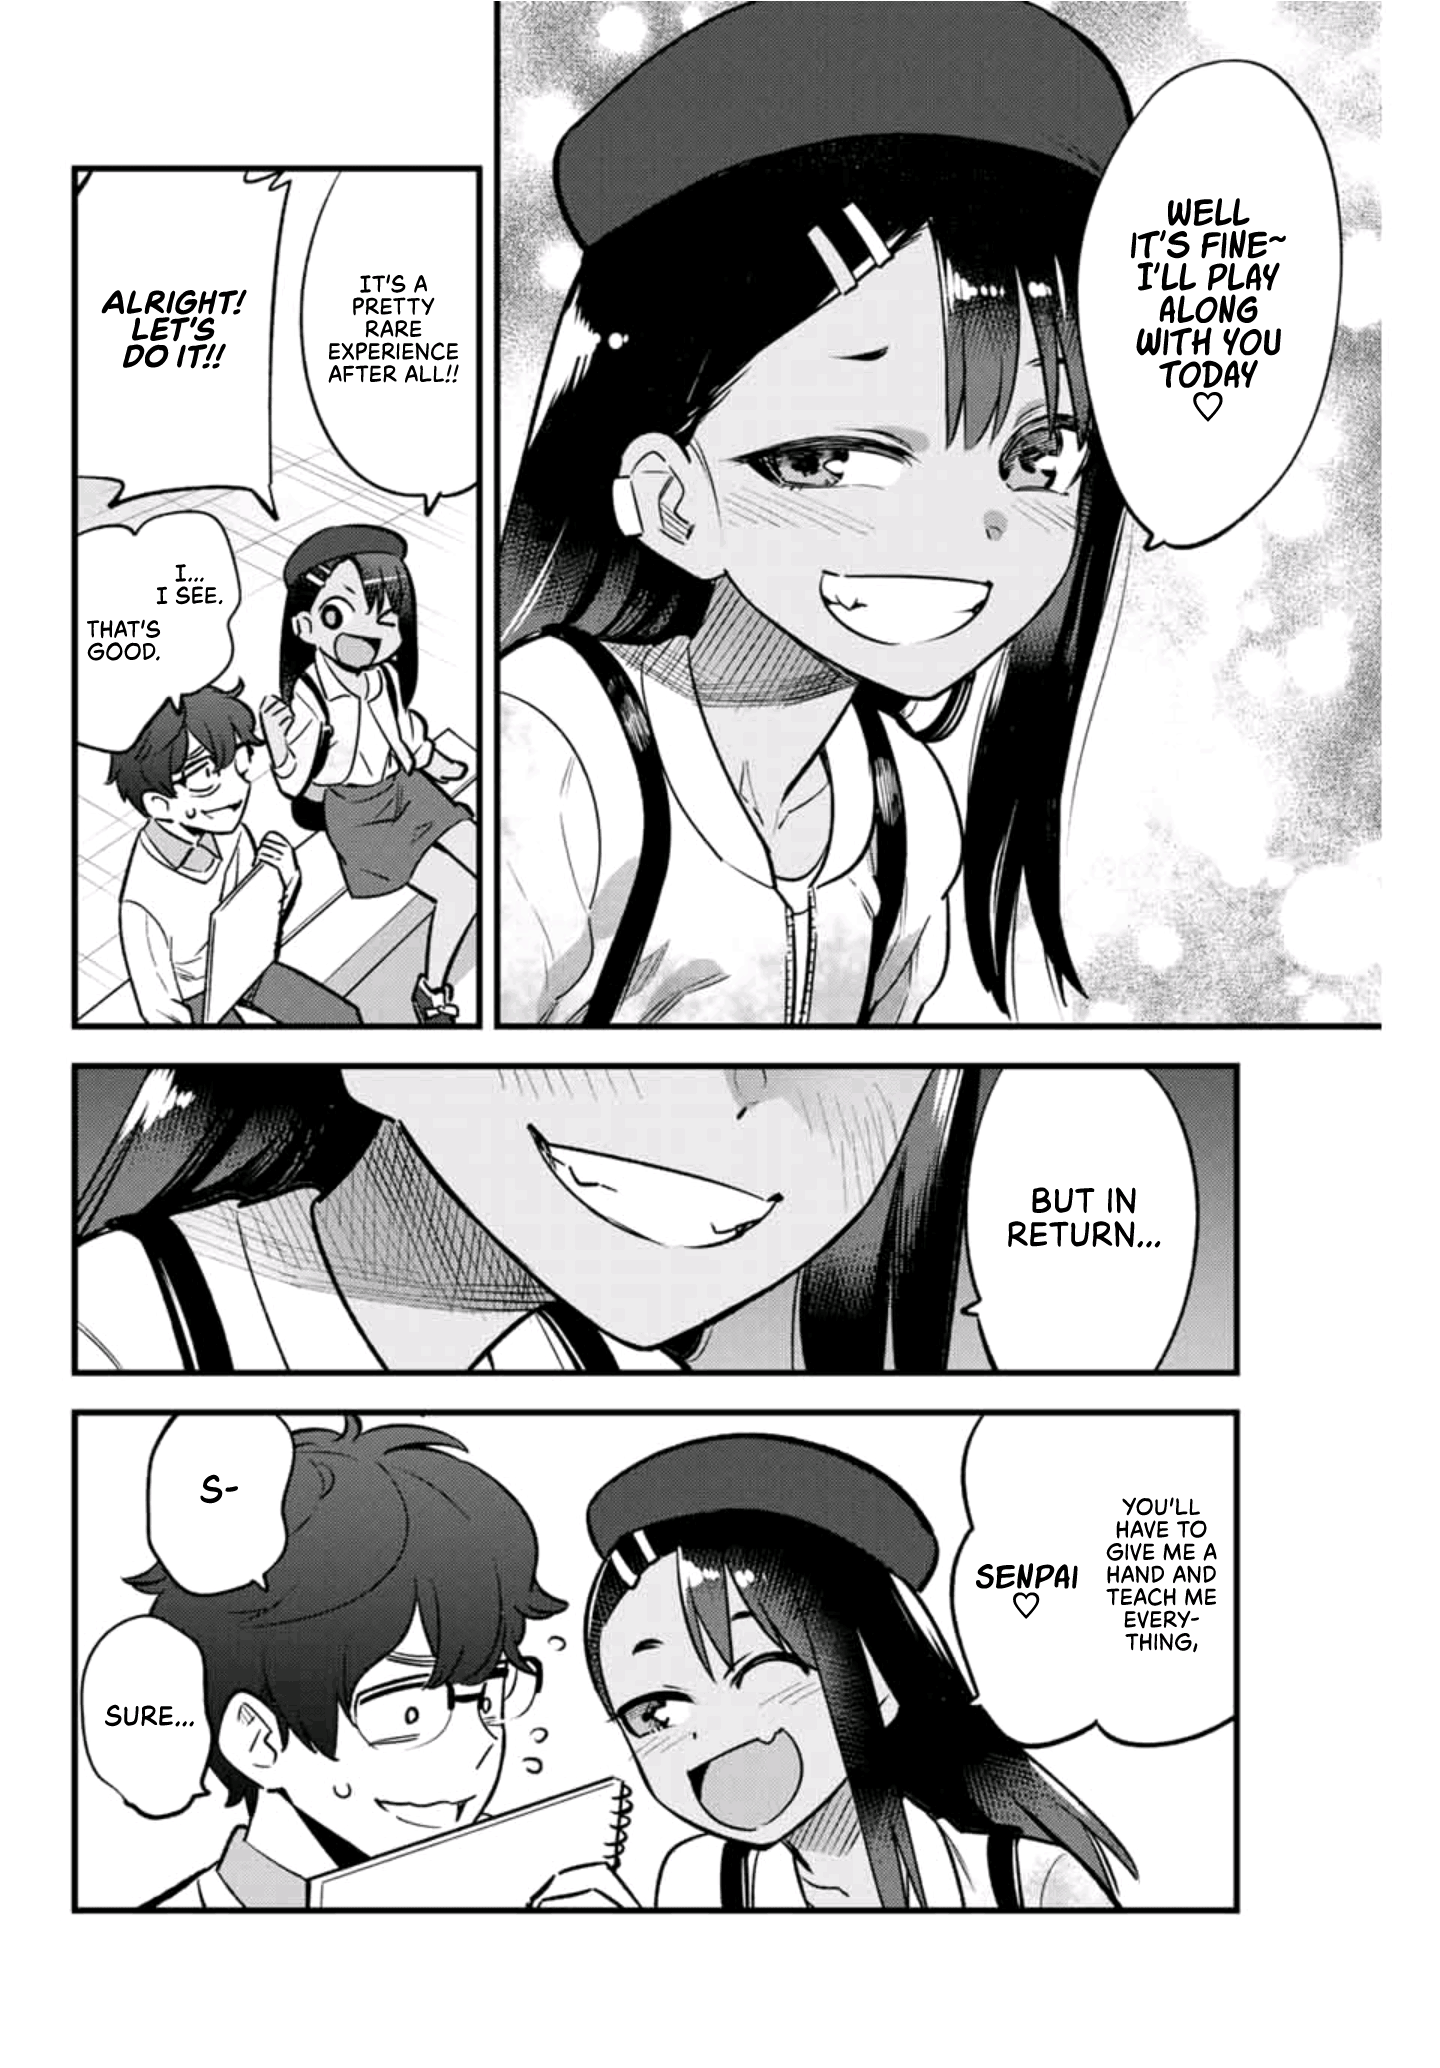 WELL
IT'S FINE~
I'LL PLAY
ALONG
WITH YOU
TODAY
♡
IT'S A
PRETTY
RARE
EXPERIENCE
AFTER ALL!!
ALRIGHT!
LET'S
DO IT!!
I...
I SEE.
THAT'S
GOOD.
BUT IN
RETURN...
YOU'LL
HAVE TO
GIVE ME A
HAND AND
TEACH ME
EVERY-
THING,
SENPAI
♡
S-
SURE...